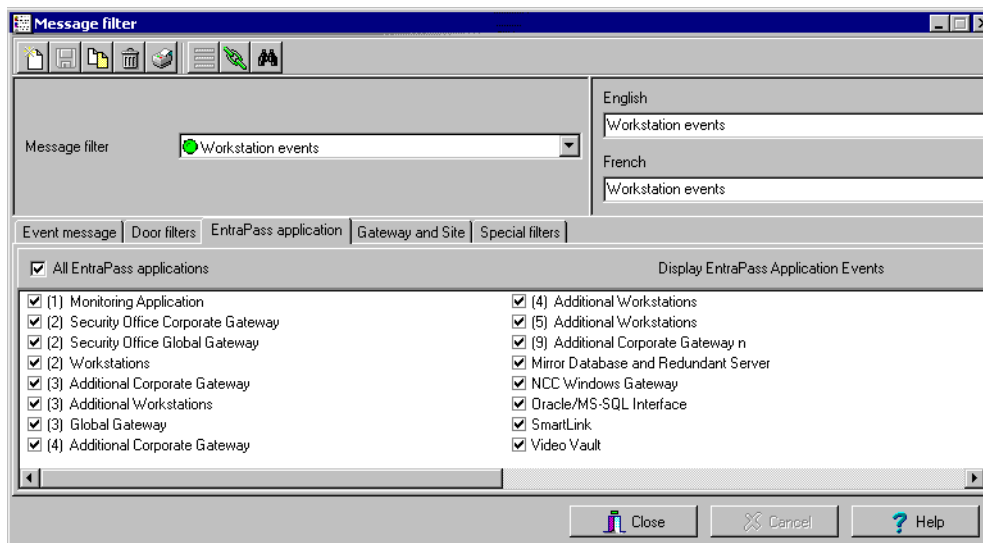 Message filter
English
Workstation events
Message filter
Workstation events
French
Workstation events
Event message
Door filters
EntraPass application
Gateway and Site
Special filters
All EntraPass applications
Display EntraPass Application Events
(1) Monitoring Application
(2) Security Office Corporate Gateway
(2) Security Office Global Gateway
(2) Workstations
(3) Additional Corporate Gateway
(3) Additional Workstations
(3) Global Gateway
(4) Additional Corporate Gateway
(4) Additional Workstations
(5) Additional Workstations
(9) Additional Corporate Gateway n
Mirror Database and Redundant Server
NCC Windows Gateway
Oracle/MS-SQL Interface
SmartLink
Video Vault
Close
Cancel
Help